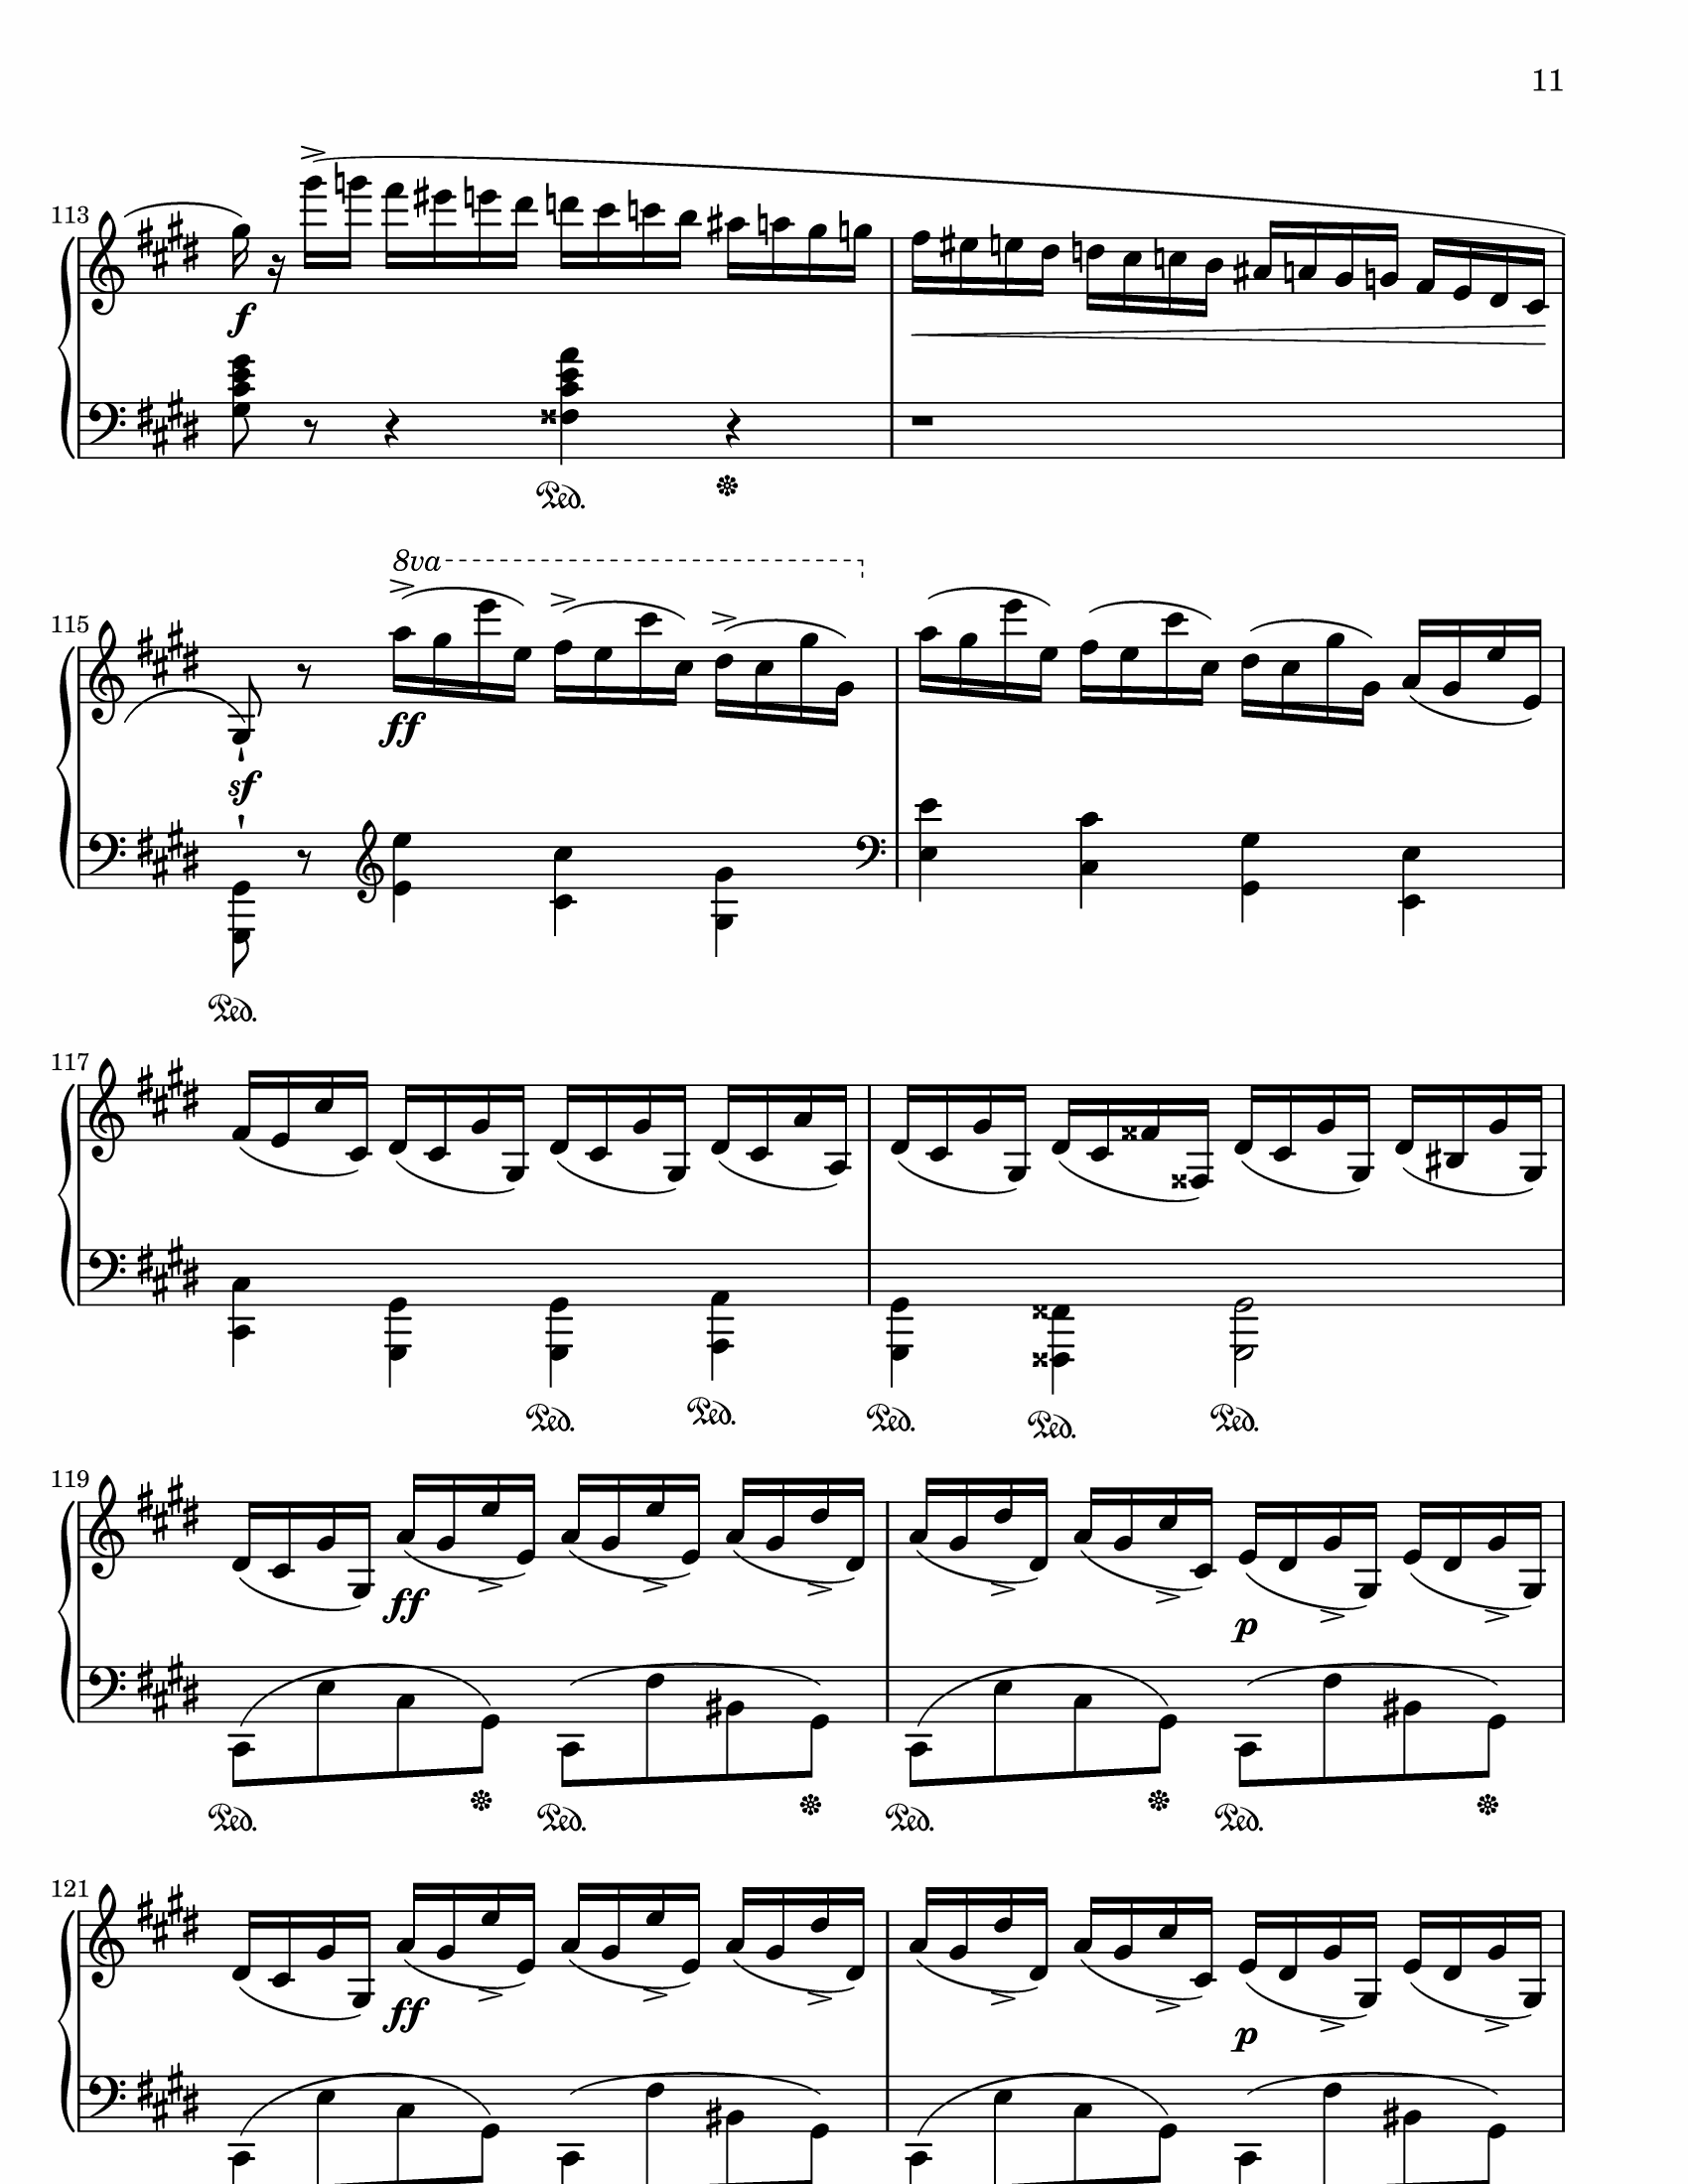 11
113
f
Ped. *
115
8va
ff
sf
Ped.
117
Ped. Ped. Ped. Ped. Ped.
119
ff p
Ped. * Ped. * Ped. * Ped. *
121
ff p